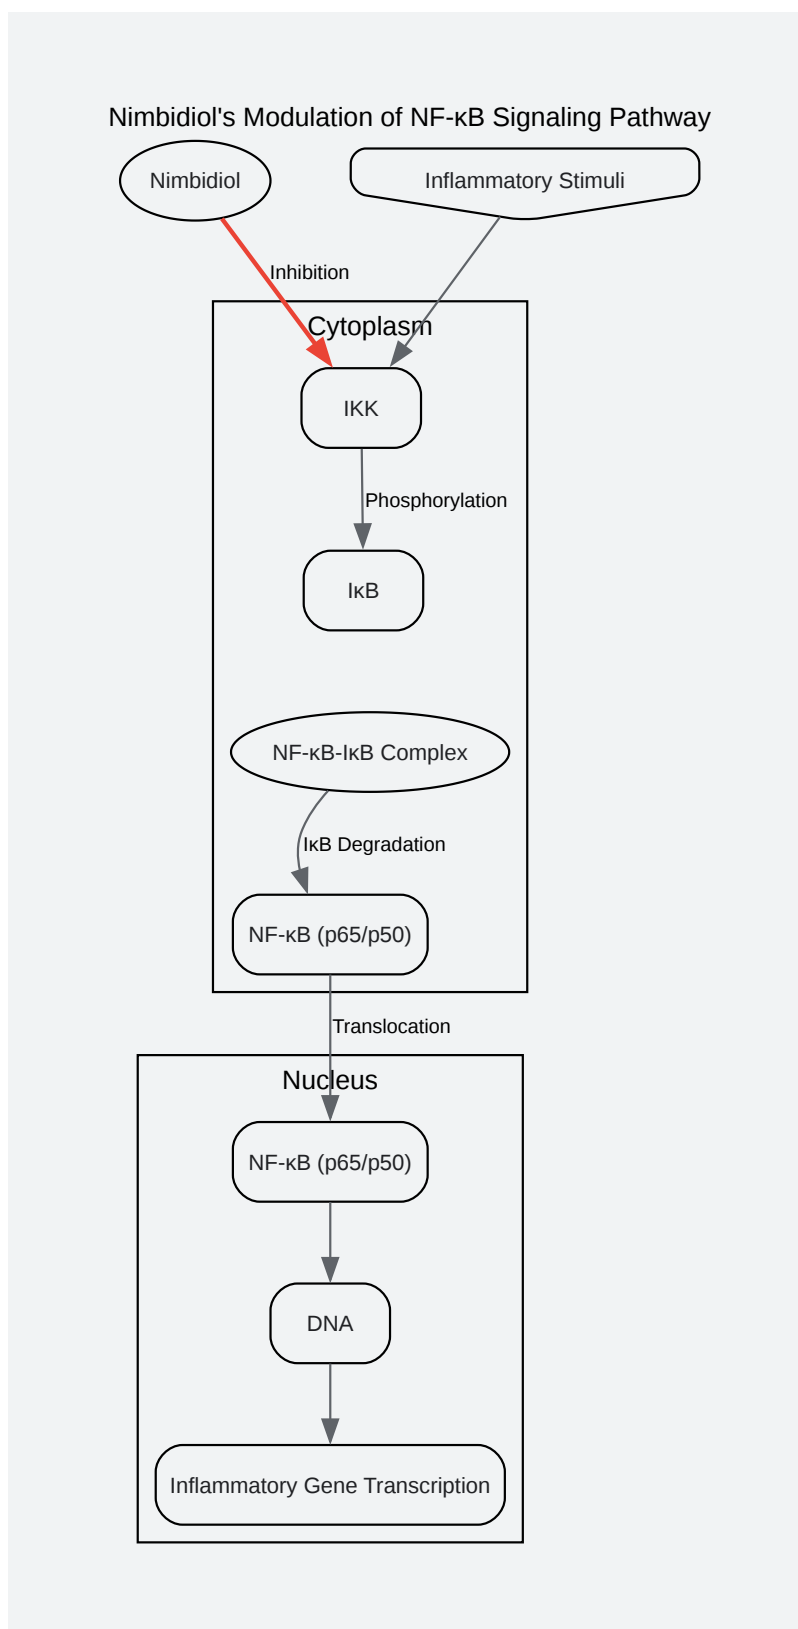 Nimbidiol's Modulation of NF-κB Signaling Pathway
Nimbidiol
Inflammatory Stimuli
Inhibition
Cytoplasm
IKK
Phosphorylation
IκB
NF-κB-IκB Complex
IκB Degradation
NF-κB (p65/p50)
Translocation
Nucleus
NF-κB (p65/p50)
DNA
Inflammatory Gene Transcription